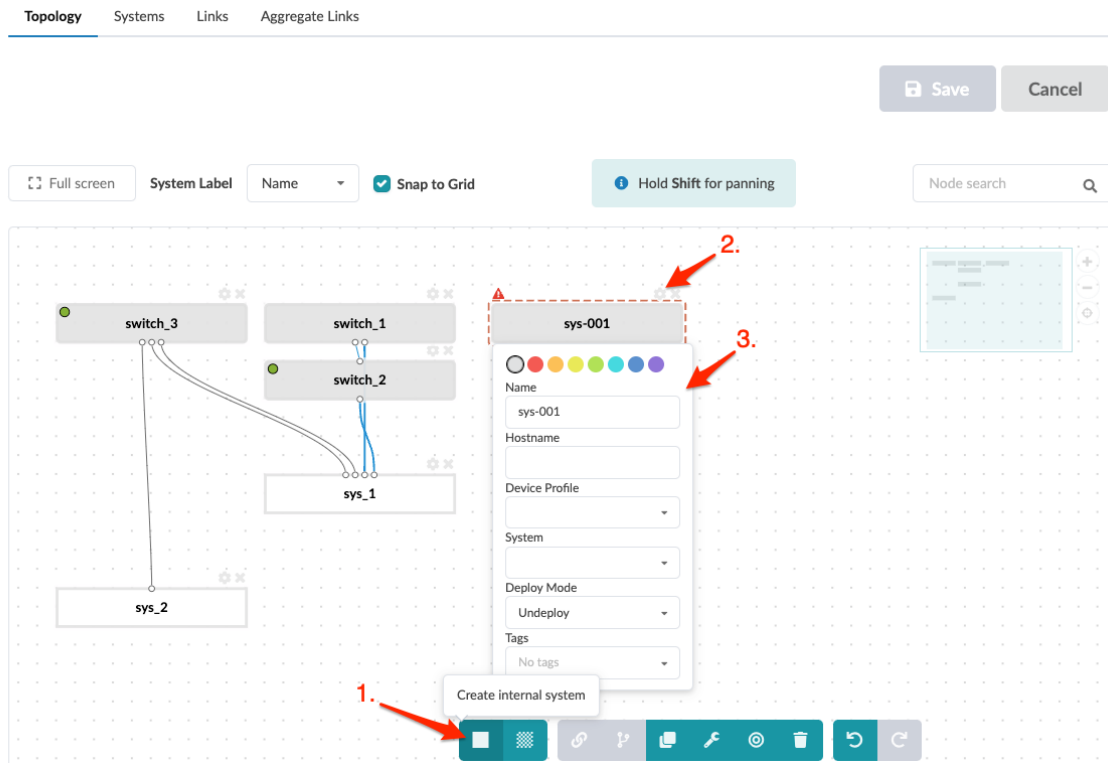 Topology Systems Links Aggregate Links
Save Cancel
Full screen System Label Name Snap to Grid Hold Shift for panning Node search
2.
switch_3 switch_1 sys-001
3.
switch_2
Name
sys-001
Hostname
Device Profile
sys_1
System
Deploy Mode
sys_2 Undeploy
Tags
No tags
1. Create internal system